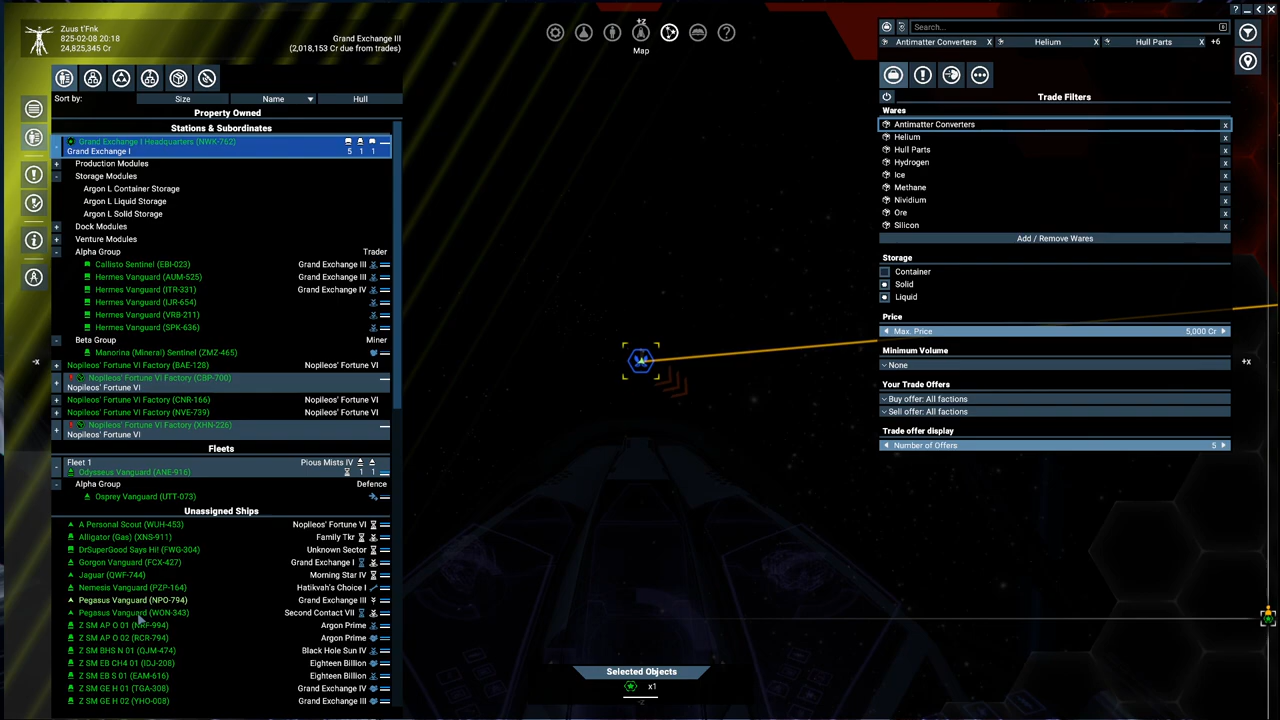 Zuus t'Fnk
825-02-08 20:18
24,825,345 Cr
Grand Exchange III
(2,018,153 Cr due from trades)
+z
Map
Sort by:
Size
Name
Hull
Property Owned
Stations & Subordinates
Grand Exchange I Headquarters (NWK-762)
Grand Exchange I 5 1 1
Production Modules
Storage Modules
Argon L Container Storage
Argon L Liquid Storage
Argon L Solid Storage
Dock Modules
Venture Modules
Alpha Group Trader
Callisto Sentinel (EBI-023) Grand Exchange III
Hermes Vanguard (AUM-525) Grand Exchange III
Hermes Vanguard (ITR-331) Grand Exchange IV
Hermes Vanguard (IJR-654)
Hermes Vanguard (VRB-211)
Hermes Vanguard (SPK-636)
Beta Group Miner
Manorina (Mineral) Sentinel (ZMZ-465)
Nopileos' Fortune VI Factory (BAE-128) Nopileos' Fortune VI
Nopileos' Fortune VI Factory (CBP-700)
Nopileos' Fortune VI
Nopileos' Fortune VI Factory (CNR-166) Nopileos' Fortune VI
Nopileos' Fortune VI Factory (NVE-739) Nopileos' Fortune VI
Nopileos' Fortune VI Factory (XHN-226)
Nopileos' Fortune VI
Fleets
Fleet 1 Pious Mists IV
Odysseus Vanguard (ANE-916) 1 1
Alpha Group Defence
Osprey Vanguard (UTT-073)
Unassigned Ships
A Personal Scout (WUH-453) Nopileos' Fortune VI
Alligator (Gas) (XNS-911) Family Tkr
DrSuperGood Says Hi! (FWG-304) Unknown Sector
Gorgon Vanguard (FCX-427) Grand Exchange I
Jaguar (QWF-744) Morning Star IV
Nemesis Vanguard (PZP-164) Hatikvah's Choice I
Pegasus Vanguard (NPO-794) Grand Exchange III
Pegasus Vanguard (WON-343) Second Contact VII
Z SM AP O 01 (NRF-994) Argon Prime
Z SM AP O 02 (RCR-794) Argon Prime
Z SM BHS N 01 (QJM-474) Black Hole Sun IV
Z SM EB CH4 01 (IDJ-208) Eighteen Billion
Z SM EB S 01 (EAM-616) Eighteen Billion
Z SM GE H 01 (TGA-308) Grand Exchange IV
Z SM GE H 02 (YHO-008) Grand Exchange III
-x
+x
Selected Objects
x1
-z
Search...
Antimatter Converters x
Helium x
Hull Parts x
+6
Trade Filters
Wares
Antimatter Converters x
Helium x
Hull Parts x
Hydrogen x
Ice x
Methane x
Nividium x
Ore x
Silicon x
Add / Remove Wares
Storage
Container
Solid
Liquid
Price
Max. Price 5,000 Cr
Minimum Volume
None
Your Trade Offers
Buy offer: All factions
Sell offer: All factions
Trade offer display
Number of Offers 5